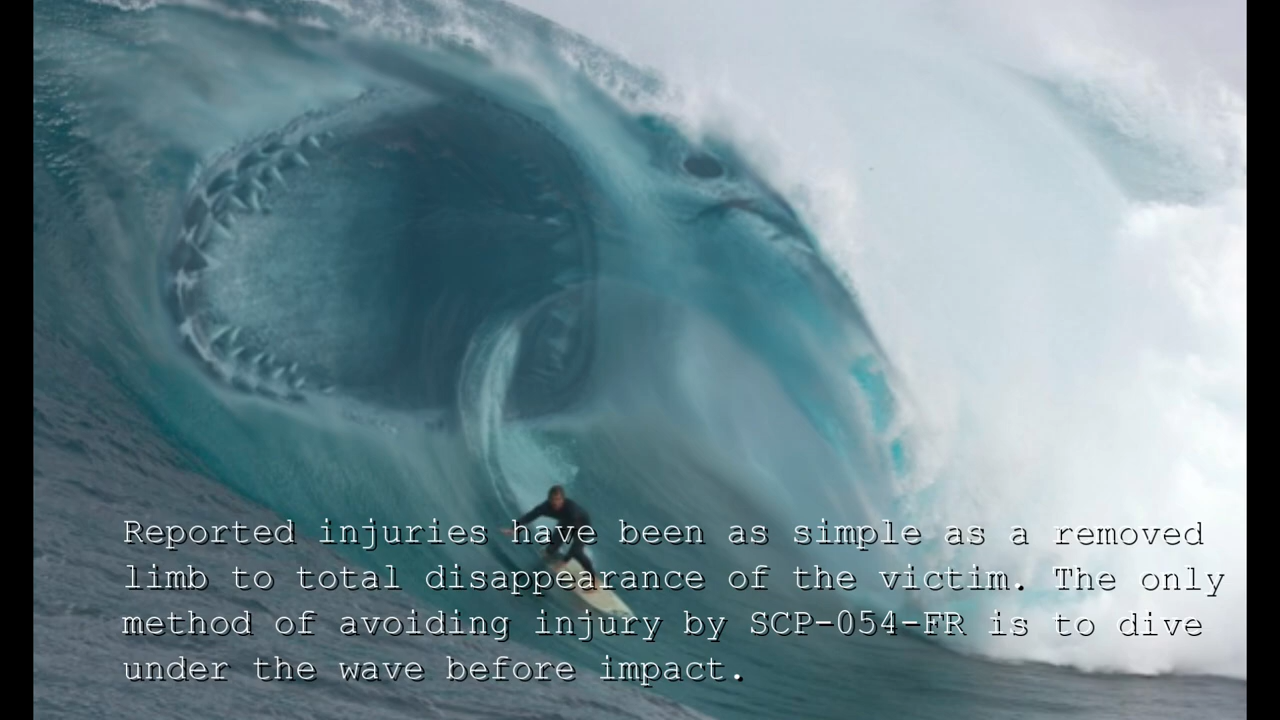 Reported injuries have been as simple as a removed
limb to total disappearance of the victim. The only
method of avoiding injury by SCP-054-FR is to dive
under the wave before impact.